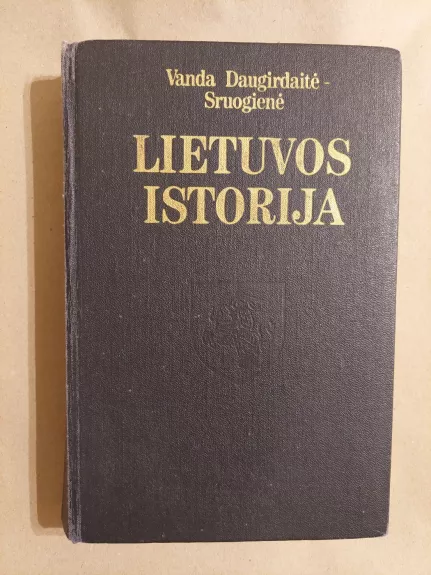 Vanda Daugirdaitė -
Sruogienė
LIETUVOS
ISTORIJA